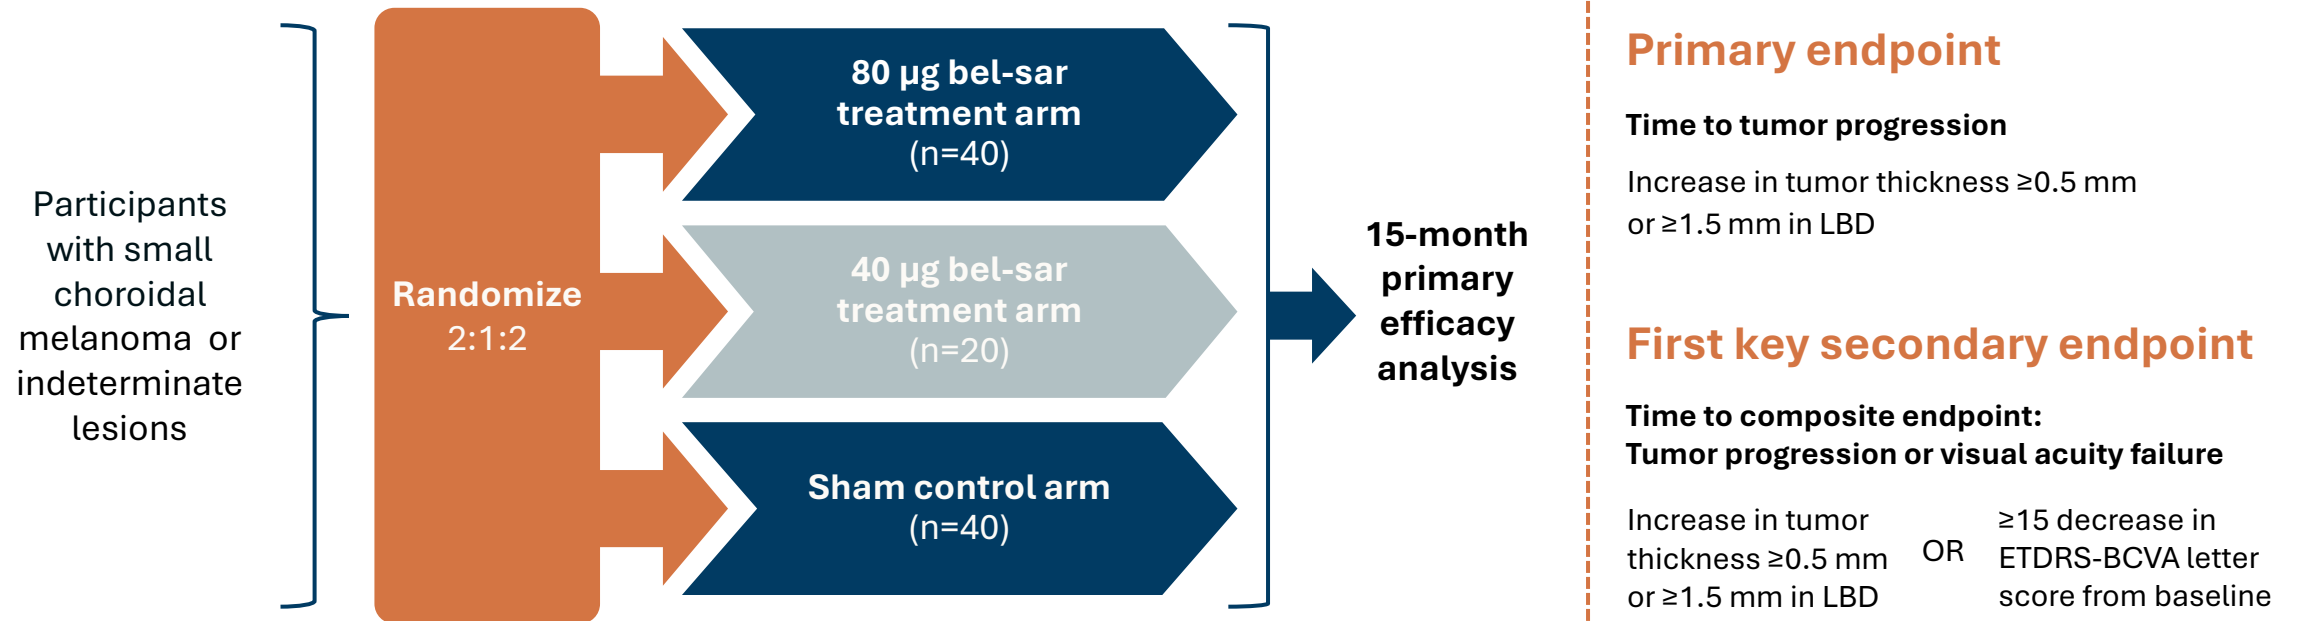 Participants
with small
choroidal
melanoma or
indeterminate
lesions
Randomize
2:1:2
80 µg bel-sar
treatment arm
(n=40)
40 µg bel-sar
treatment arm
(n=20)
Sham control arm
(n=40)
15-month
primary
efficacy
analysis
Primary endpoint
Time to tumor progression
Increase in tumor thickness ≥0.5 mm
or ≥1.5 mm in LBD
First key secondary endpoint
Time to composite endpoint:
Tumor progression or visual acuity failure
Increase in tumor
thickness ≥0.5 mm
or ≥1.5 mm in LBD
OR
≥15 decrease in
ETDRS-BCVA letter
score from baseline